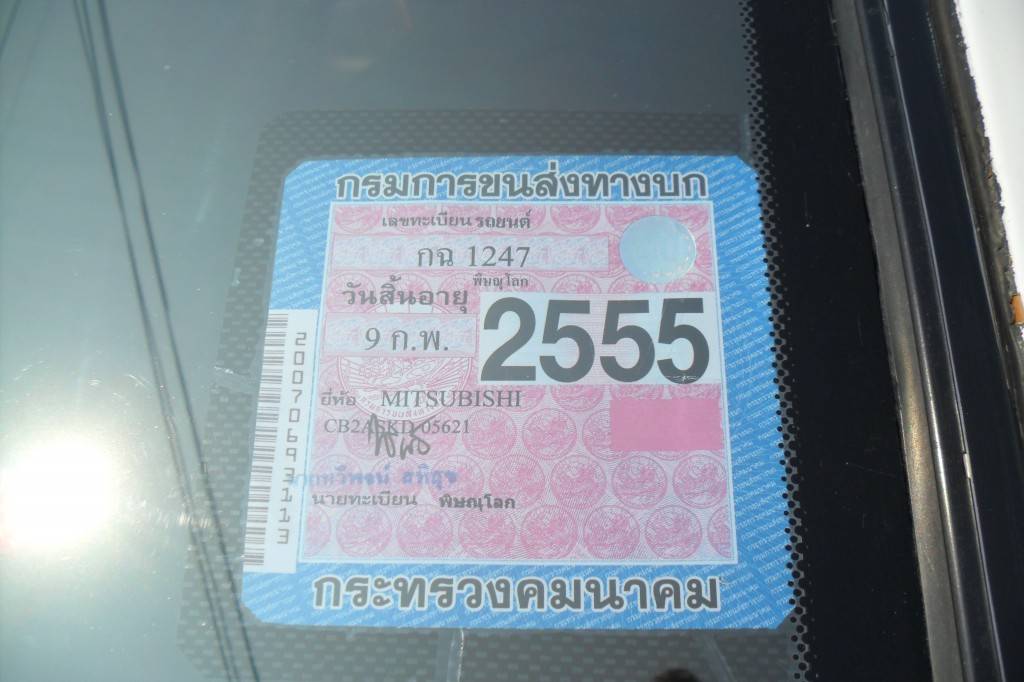 กรมการขนส่งทางบก
เลขทะเบียน รถยนต์
กฉ 1247
พิษณุโลก
วันสิ้นอายุ
9 ก.พ.
2555
ยี่ห้อ MITSUBISHI
CB2ASKD 05621
นายทะเบียน พิษณุโลก
กระทรวงคมนาคม
20070693113